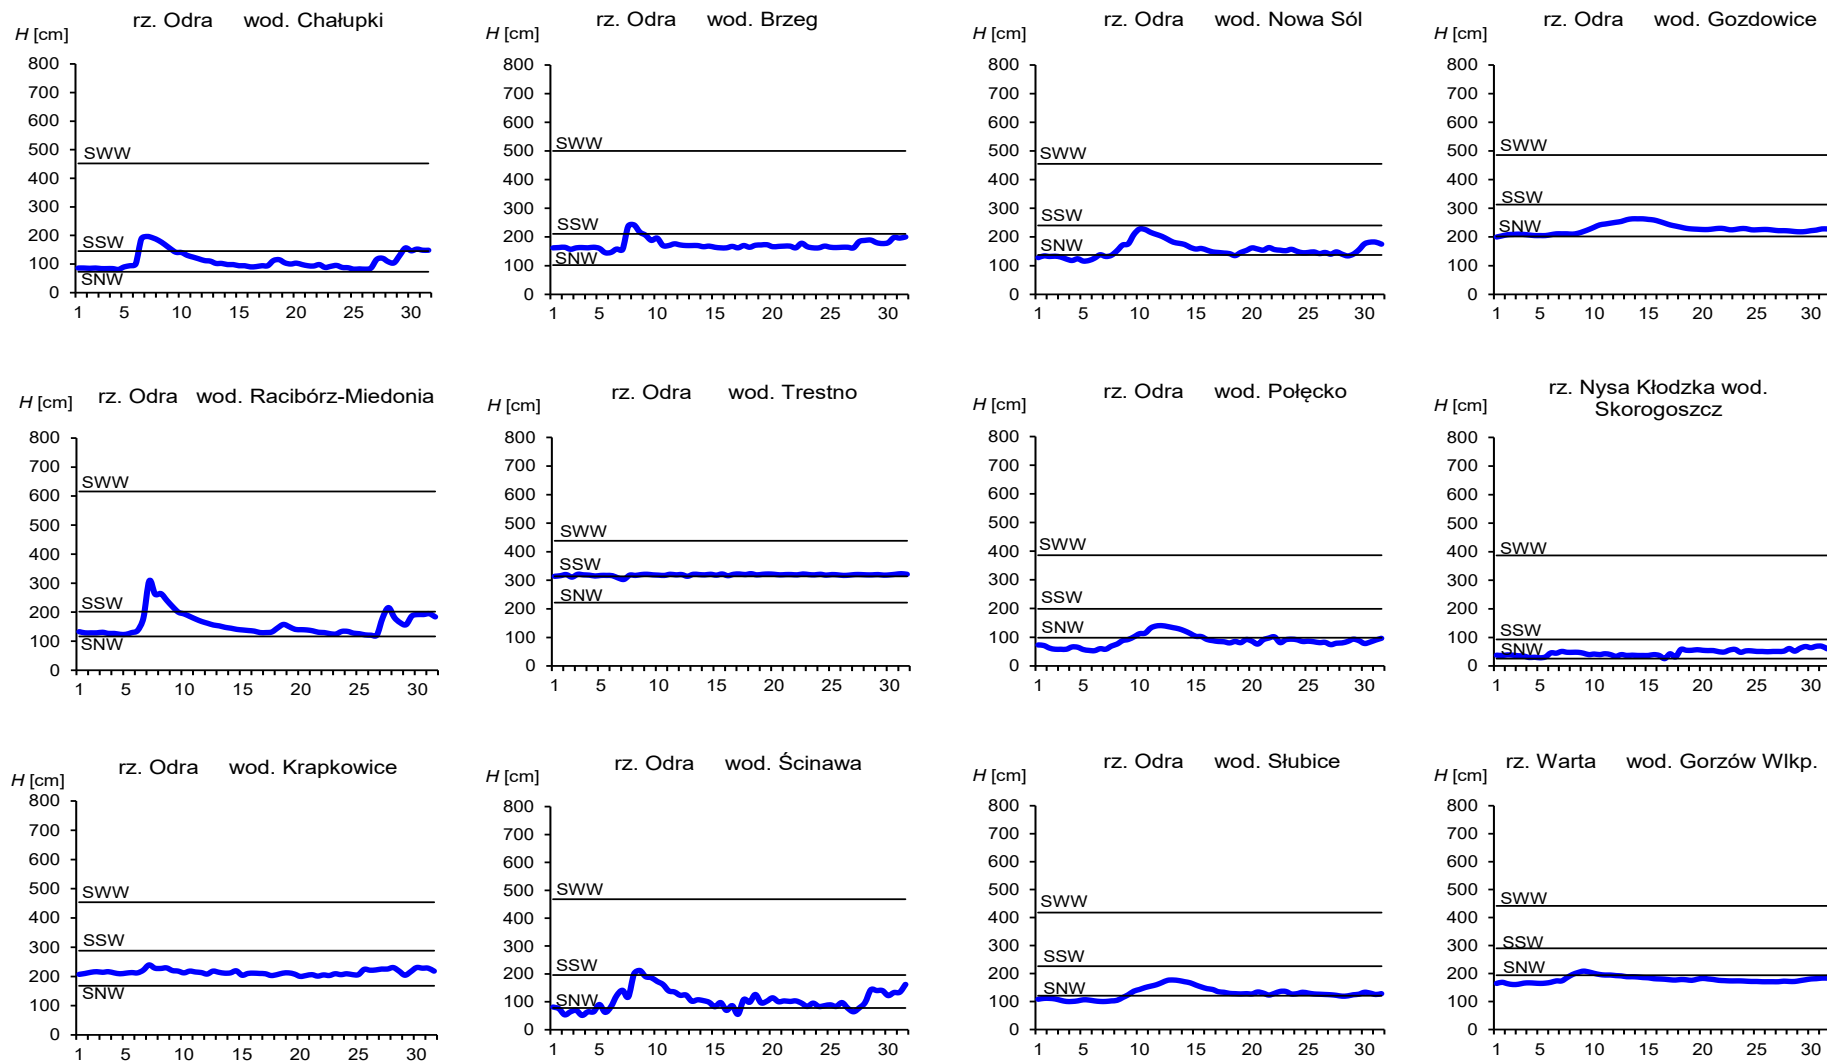 rz. Odra wod. Chałupki
H [cm]
800
700
600
500
400
300
200
100
0
SWW
SSW
SNW
1 5 10 15 20 25 30
rz. Odra wod. Brzeg
H [cm]
800
700
600
500
400
300
200
100
0
SWW
SSW
SNW
1 5 10 15 20 25 30
rz. Odra wod. Nowa Sól
H [cm]
800
700
600
500
400
300
200
100
0
SWW
SSW
SNW
1 5 10 15 20 25 30
rz. Odra wod. Gozdowice
H [cm]
800
700
600
500
400
300
200
100
0
SWW
SSW
SNW
1 5 10 15 20 25 30
rz. Odra wod. Racibórz-Miedonia
H [cm]
800
700
600
500
400
300
200
100
0
SWW
SSW
SNW
1 5 10 15 20 25 30
rz. Odra wod. Trestno
H [cm]
800
700
600
500
400
300
200
100
0
SWW
SSW
SNW
1 5 10 15 20 25 30
rz. Odra wod. Połęcko
H [cm]
800
700
600
500
400
300
200
100
0
SWW
SSW
SNW
1 5 10 15 20 25 30
rz. Nysa Kłodzka wod.
Skorogoszcz
H [cm]
800
700
600
500
400
300
200
100
0
SWW
SSW
SNW
1 5 10 15 20 25 30
rz. Odra wod. Krapkowice
H [cm]
800
700
600
500
400
300
200
100
0
SWW
SSW
SNW
1 5 10 15 20 25 30
rz. Odra wod. Ścinawa
H [cm]
800
700
600
500
400
300
200
100
0
SWW
SSW
SNW
1 5 10 15 20 25 30
rz. Odra wod. Słubice
H [cm]
800
700
600
500
400
300
200
100
0
SWW
SSW
SNW
1 5 10 15 20 25 30
rz. Warta wod. Gorzów Wlkp.
H [cm]
800
700
600
500
400
300
200
100
0
SWW
SSW
SNW
1 5 10 15 20 25 30